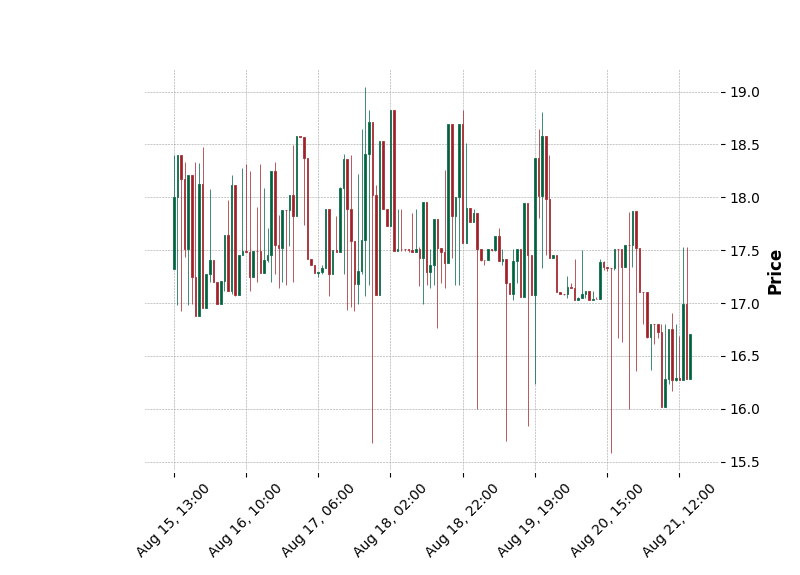 19.0
18.5
18.0
17.5
17.0
16.5
16.0
15.5
Price
Aug 15, 13:00
Aug 16, 10:00
Aug 17, 06:00
Aug 18, 02:00
Aug 18, 22:00
Aug 19, 19:00
Aug 20, 15:00
Aug 21, 12:00